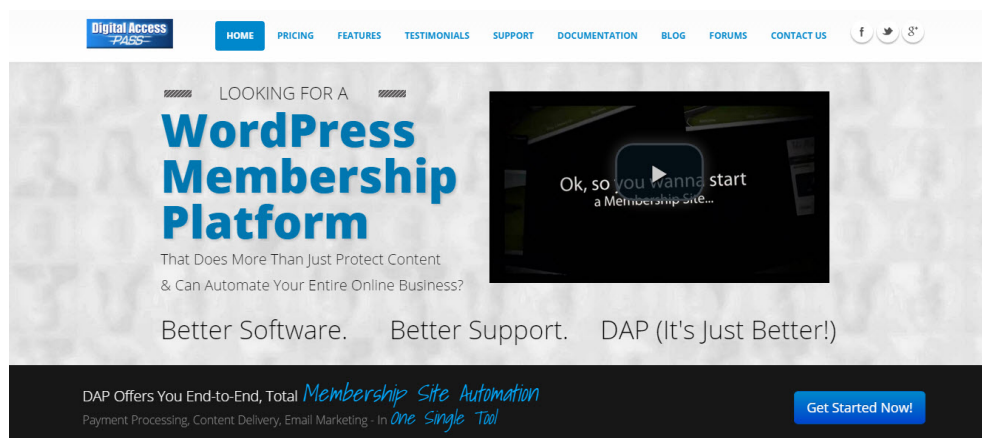 Digital Access
PASS
HOME PRICING FEATURES TESTIMONIALS SUPPORT DOCUMENTATION BLOG FORUMS CONTACT US f g+
LOOKING FOR A
WordPress
Membership
Platform
That Does More Than Just Protect Content
& Can Automate Your Entire Online Business?
Ok, so you wanna start
a Membership Site...
Better Software. Better Support. DAP (It's Just Better!)
DAP Offers You End-to-End, Total Membership Site Automation
Payment Processing, Content Delivery, Email Marketing - In One Single Tool
Get Started Now!